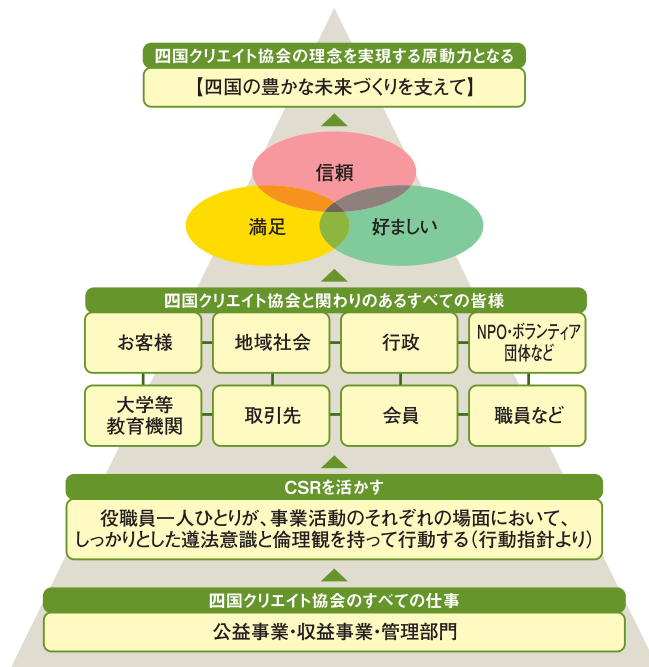 四国クリエイト協会の理念を実現する原動力となる
【四国の豊かな未来づくりを支えて】
信頼
満足
好ましい
四国クリエイト協会と関わりのあるすべての皆様
お客様
地域社会
行政
NPO・ボランティア
団体など
大学等
教育機関
取引先
会員
職員など
CSRを活かす
役職員一人ひとりが、事業活動のそれぞれの場面において、
しっかりとした遵法意識と倫理観を持って行動する（行動指針より）
四国クリエイト協会のすべての仕事
公益事業・収益事業・管理部門